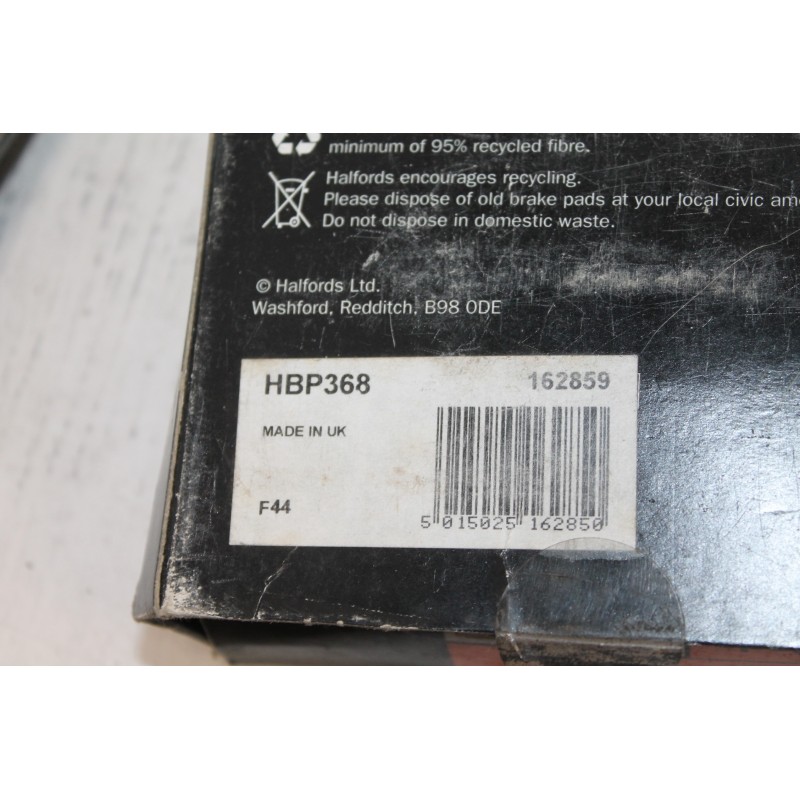 minimum of 95% recycled fibre.
Halfords encourages recycling.
Please dispose of old brake pads at your local civic
Do not dispose in domestic waste.
© Halfords Ltd.
Washford, Redditch, B98 0DE
HBP368 162859
MADE IN UK
F44
5 015025 162850